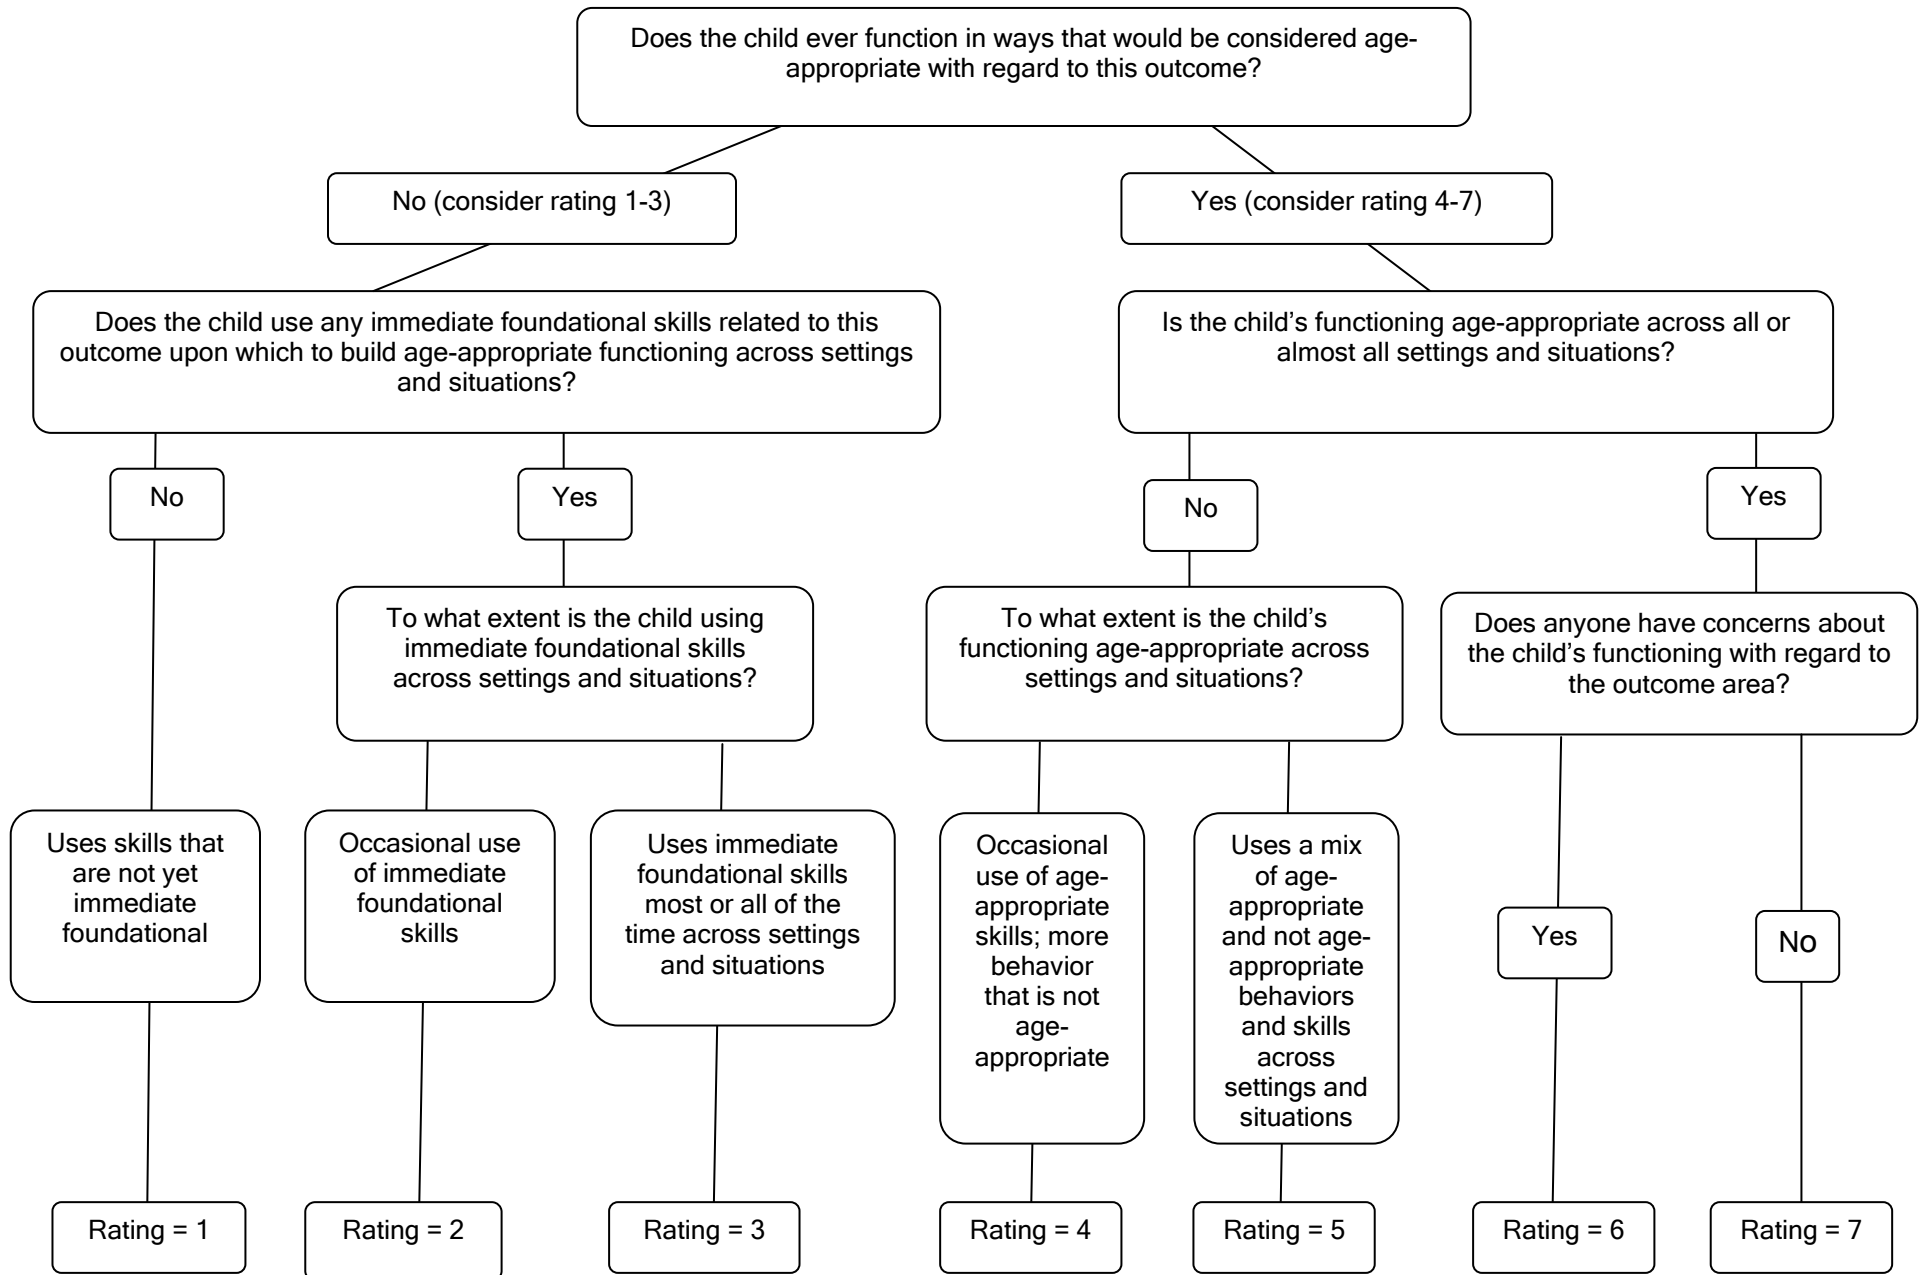 Does the child ever function in ways that would be considered age-
appropriate with regard to this outcome?
No (consider rating 1-3)
Yes (consider rating 4-7)
Does the child use any immediate foundational skills related to this
outcome upon which to build age-appropriate functioning across settings
and situations?
Is the child’s functioning age-appropriate across all or
almost all settings and situations?
No
Yes
No
Yes
To what extent is the child using
immediate foundational skills
across settings and situations?
To what extent is the child’s
functioning age-appropriate across
settings and situations?
Does anyone have concerns about
the child’s functioning with regard to
the outcome area?
Uses skills that
are not yet
immediate
foundational
Occasional use
of immediate
foundational
skills
Uses immediate
foundational skills
most or all of the
time across settings
and situations
Occasional
use of age-
appropriate
skills; more
behavior
that is not
age-
appropriate
Uses a mix
of age-
appropriate
and not age-
appropriate
behaviors
and skills
across
settings and
situations
Yes
No
Rating = 1
Rating = 2
Rating = 3
Rating = 4
Rating = 5
Rating = 6
Rating = 7